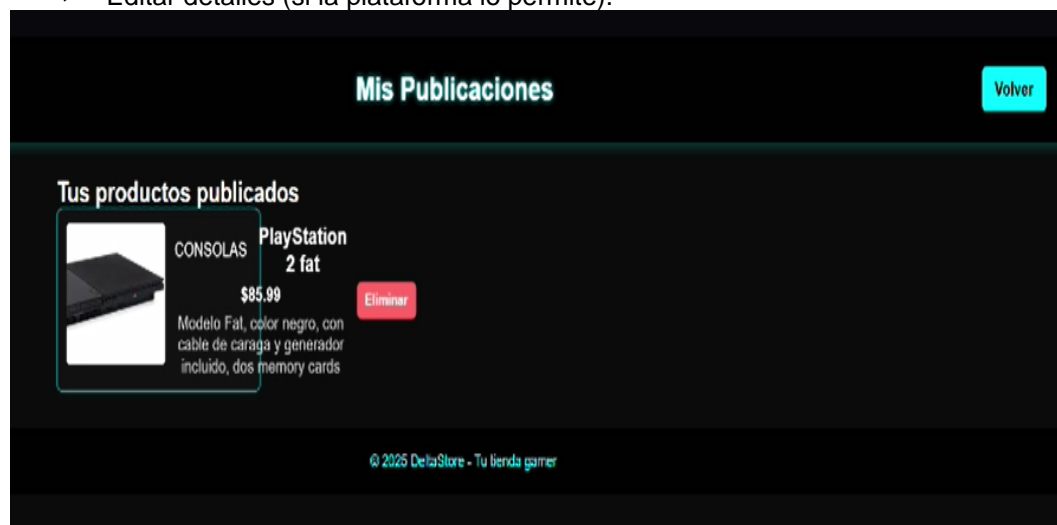 Editar detalles (si la plataforma lo permite).
Mis Publicaciones
Volver
Tus productos publicados
CONSOLAS
PlayStation
2 fat
$85.99
Modelo Fat, color negro, con
cable de caraga y generador
incluido, dos memory cards
Eliminar
© 2025 DeltaStore - Tu tienda gamer